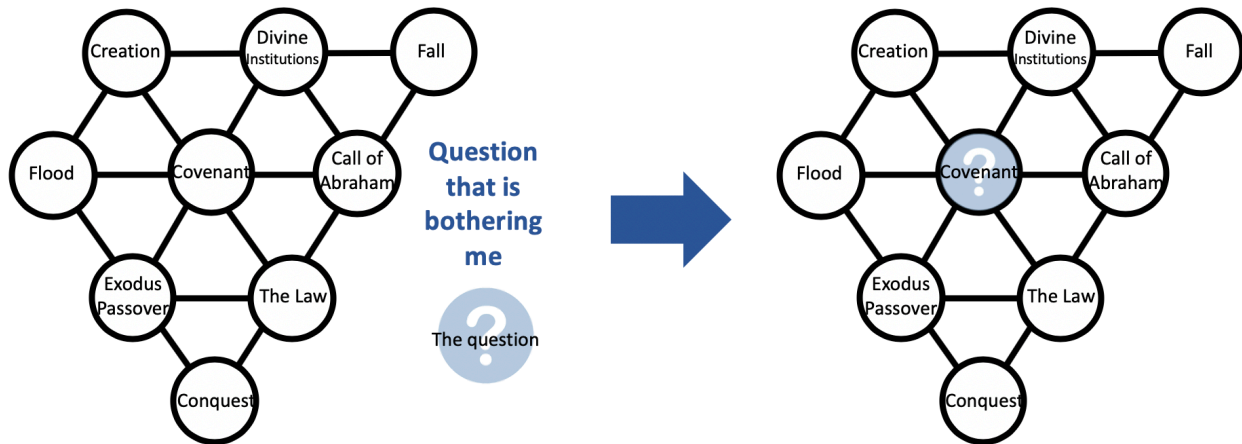 Creation
Divine
Institutions
Fall
Flood
Covenant
Call of
Abraham
Exodus
Passover
The Law
Conquest
Question
that is
bothering
me
?
The question
Creation
Divine
Institutions
Fall
Flood
?
Covenant
Call of
Abraham
Exodus
Passover
The Law
Conquest